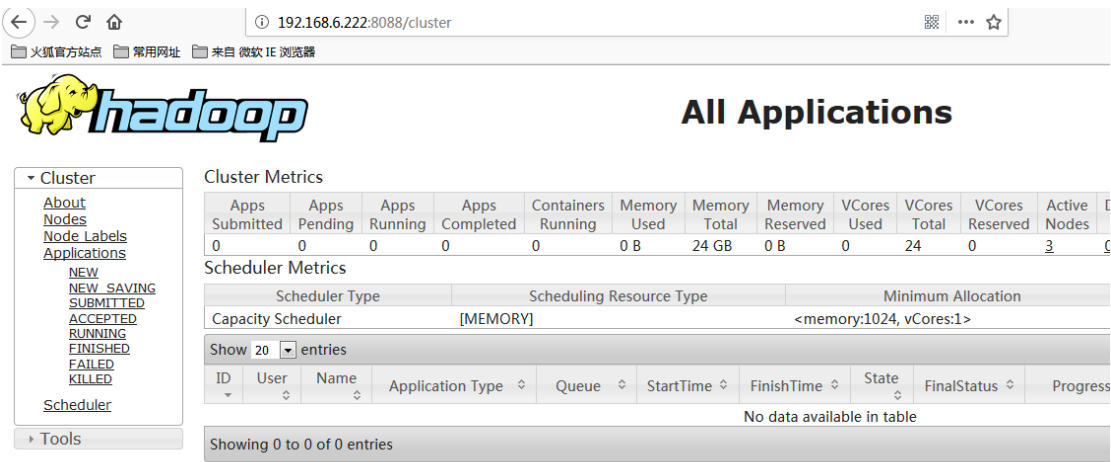 192.168.6.222:8088/cluster
火狐官方站点 常用网址 来自 微软 IE 浏览器
hadoop
All Applications
Cluster
About
Nodes
Node Labels
Applications
NEW
NEW_SAVING
SUBMITTED
ACCEPTED
RUNNING
FINISHED
FAILED
KILLED
Scheduler
Tools
Cluster Metrics
Apps Submitted Apps Pending Apps Running Apps Completed Containers Running Memory Used Memory Total Memory Reserved VCores Used VCores Total VCores Reserved Active Nodes
0 0 0 0 0 0 B 24 GB 0 B 0 24 0 3
Scheduler Metrics
Scheduler Type Scheduling Resource Type Minimum Allocation
Capacity Scheduler [MEMORY] <memory:1024, vCores:1>
Show 20 entries
ID User Name Application Type Queue StartTime FinishTime State FinalStatus Progress
No data available in table
Showing 0 to 0 of 0 entries